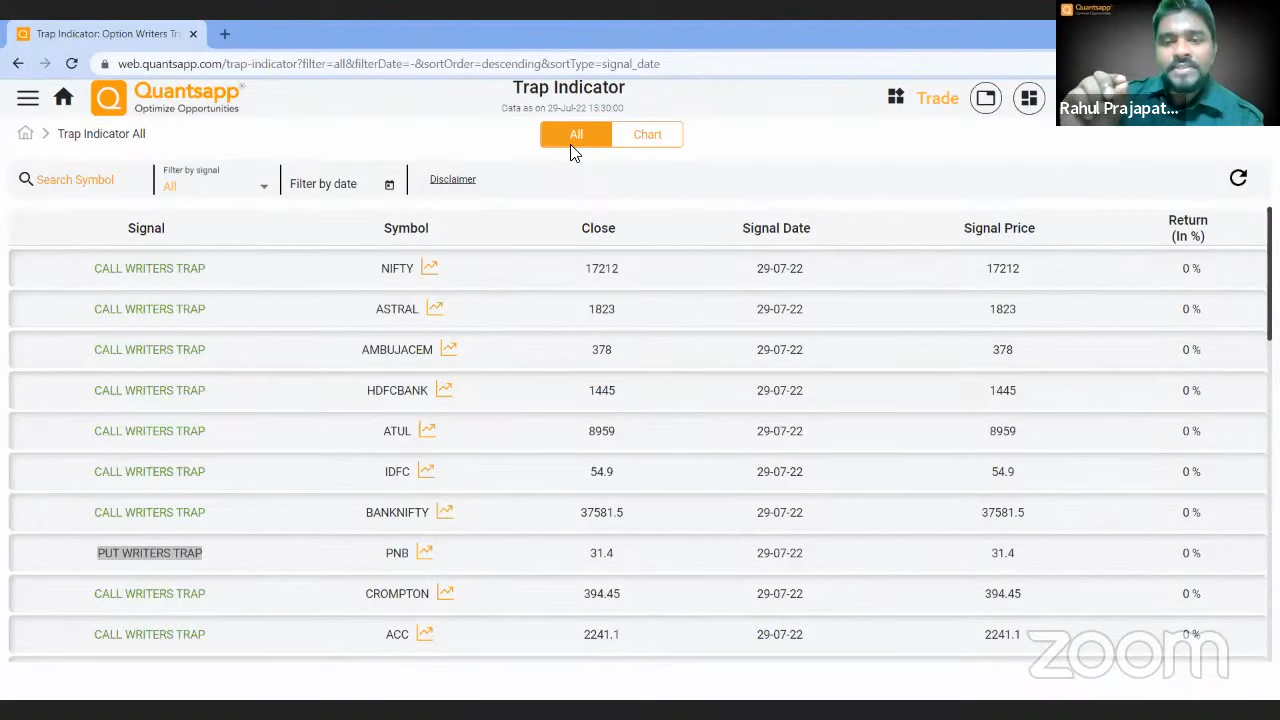 Trap Indicator: Option Writers Tr
web.quantsapp.com/trap-indicator?filter=all&filterDate=-&sortOrder=descending&sortType=signal_date
Quantsapp
Optimize Opportunities
Rahul Prajapat...
Quantsapp®
Optimize Opportunities
Trap Indicator
Data as on 29-Jul-22 15:30:00
Trade
Trap Indicator All
All
Chart
Search Symbol
Filter by signal
All
Filter by date
Disclaimer
Signal Symbol Close Signal Date Signal Price Return (In %)
CALL WRITERS TRAP NIFTY 17212 29-07-22 17212 0 %
CALL WRITERS TRAP ASTRAL 1823 29-07-22 1823 0 %
CALL WRITERS TRAP AMBUJACEM 378 29-07-22 378 0 %
CALL WRITERS TRAP HDFCBANK 1445 29-07-22 1445 0 %
CALL WRITERS TRAP ATUL 8959 29-07-22 8959 0 %
CALL WRITERS TRAP IDFC 54.9 29-07-22 54.9 0 %
CALL WRITERS TRAP BANKNIFTY 37581.5 29-07-22 37581.5 0 %
PUT WRITERS TRAP PNB 31.4 29-07-22 31.4 0 %
CALL WRITERS TRAP CROMPTON 394.45 29-07-22 394.45 0 %
CALL WRITERS TRAP ACC 2241.1 29-07-22 2241.1 0 %
zoom